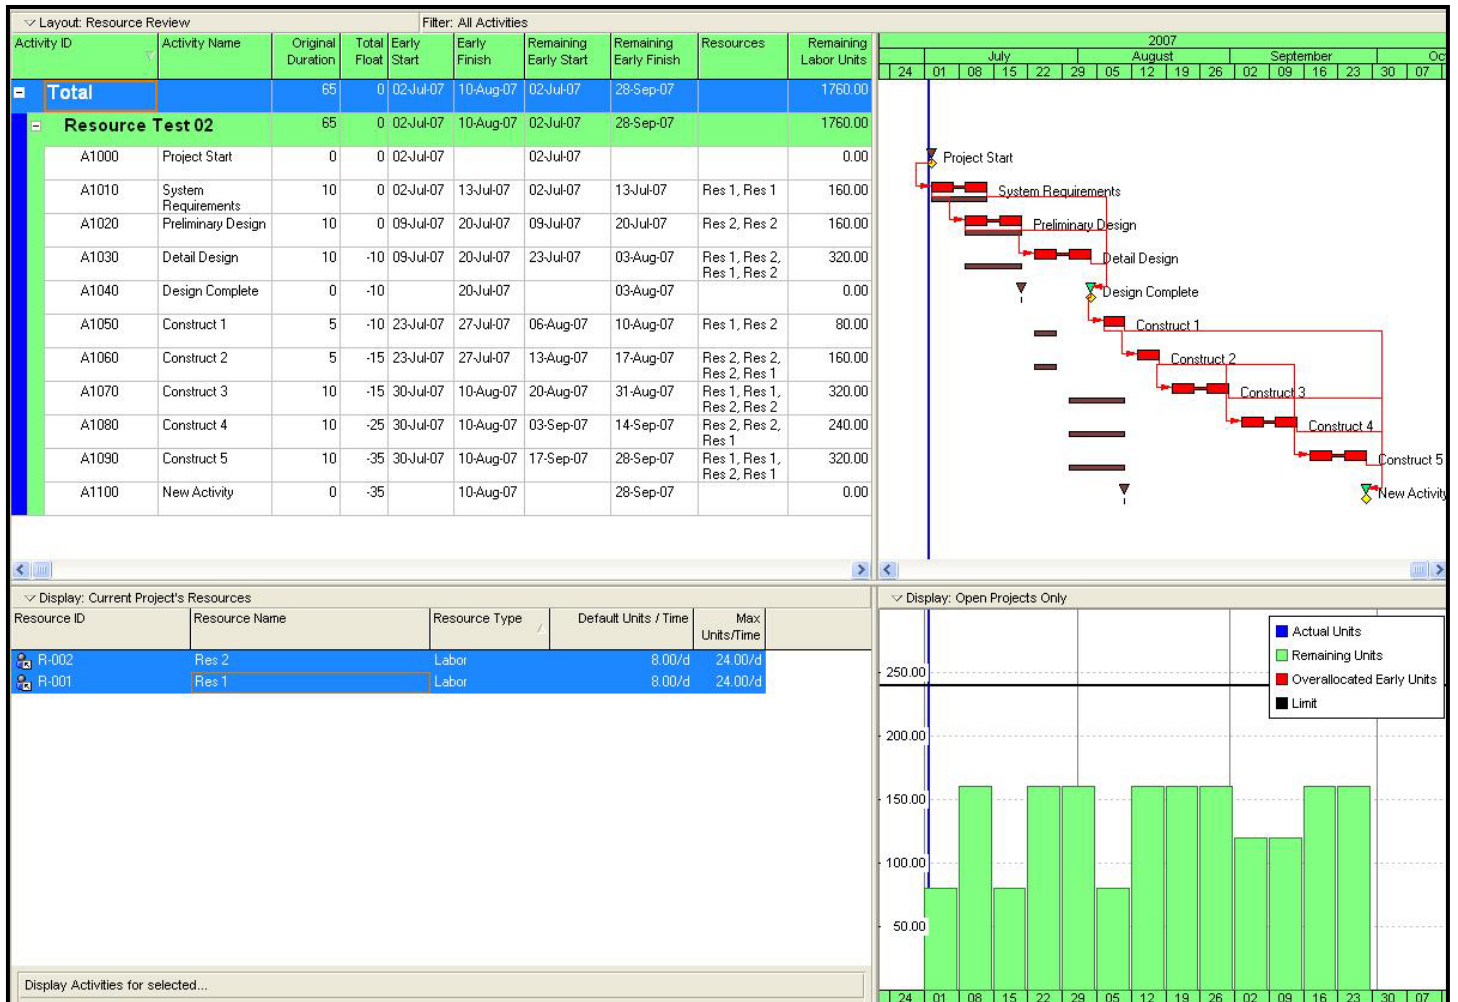 Layout: Resource Review Filter: All Activities
Activity ID Activity Name Original Duration Total Float Early Start Early Finish Remaining Early Start Remaining Early Finish Resources Remaining Labor Units
Total 65 0 02-Jul-07 10-Aug-07 02-Jul-07 28-Sep-07 1760.00
Resource Test 02 65 0 02-Jul-07 10-Aug-07 02-Jul-07 28-Sep-07 1760.00
A1000 Project Start 0 0 02-Jul-07 02-Jul-07 0.00
A1010 System Requirements 10 0 02-Jul-07 13-Jul-07 02-Jul-07 13-Jul-07 Res 1, Res 1 160.00
A1020 Preliminary Design 10 0 09-Jul-07 20-Jul-07 09-Jul-07 20-Jul-07 Res 2, Res 2 160.00
A1030 Detail Design 10 -10 09-Jul-07 20-Jul-07 23-Jul-07 03-Aug-07 Res 1, Res 2, Res 1, Res 2 320.00
A1040 Design Complete 0 -10 20-Jul-07 03-Aug-07 0.00
A1050 Construct 1 5 -10 23-Jul-07 27-Jul-07 06-Aug-07 10-Aug-07 Res 1, Res 2 80.00
A1060 Construct 2 5 -15 23-Jul-07 27-Jul-07 13-Aug-07 17-Aug-07 Res 2, Res 2, Res 2, Res 1 160.00
A1070 Construct 3 10 -15 30-Jul-07 10-Aug-07 20-Aug-07 31-Aug-07 Res 1, Res 1, Res 2, Res 2 320.00
A1080 Construct 4 10 -25 30-Jul-07 10-Aug-07 03-Sep-07 14-Sep-07 Res 2, Res 2, Res 1 240.00
A1090 Construct 5 10 -35 30-Jul-07 10-Aug-07 17-Sep-07 28-Sep-07 Res 1, Res 1, Res 2, Res 1 320.00
A1100 New Activity 0 -35 10-Aug-07 28-Sep-07 0.00
2007
July August September Oc
24 01 08 15 22 29 05 12 19 26 02 09 16 23 30 07
Project Start
System Requirements
Preliminary Design
Detail Design
Design Complete
Construct 1
Construct 2
Construct 3
Construct 4
Construct 5
New Activity
Display: Current Project's Resources
Resource ID Resource Name Resource Type Default Units / Time Max Units/Time
R-002 Res 2 Labor 8.00/d 24.00/d
R-001 Res 1 Labor 8.00/d 24.00/d
Display Activities for selected...
Display: Open Projects Only
Actual Units
Remaining Units
Overallocated Early Units
Limit
250.00
200.00
150.00
100.00
50.00
24 01 08 15 22 29 05 12 19 26 02 09 16 23 30 07